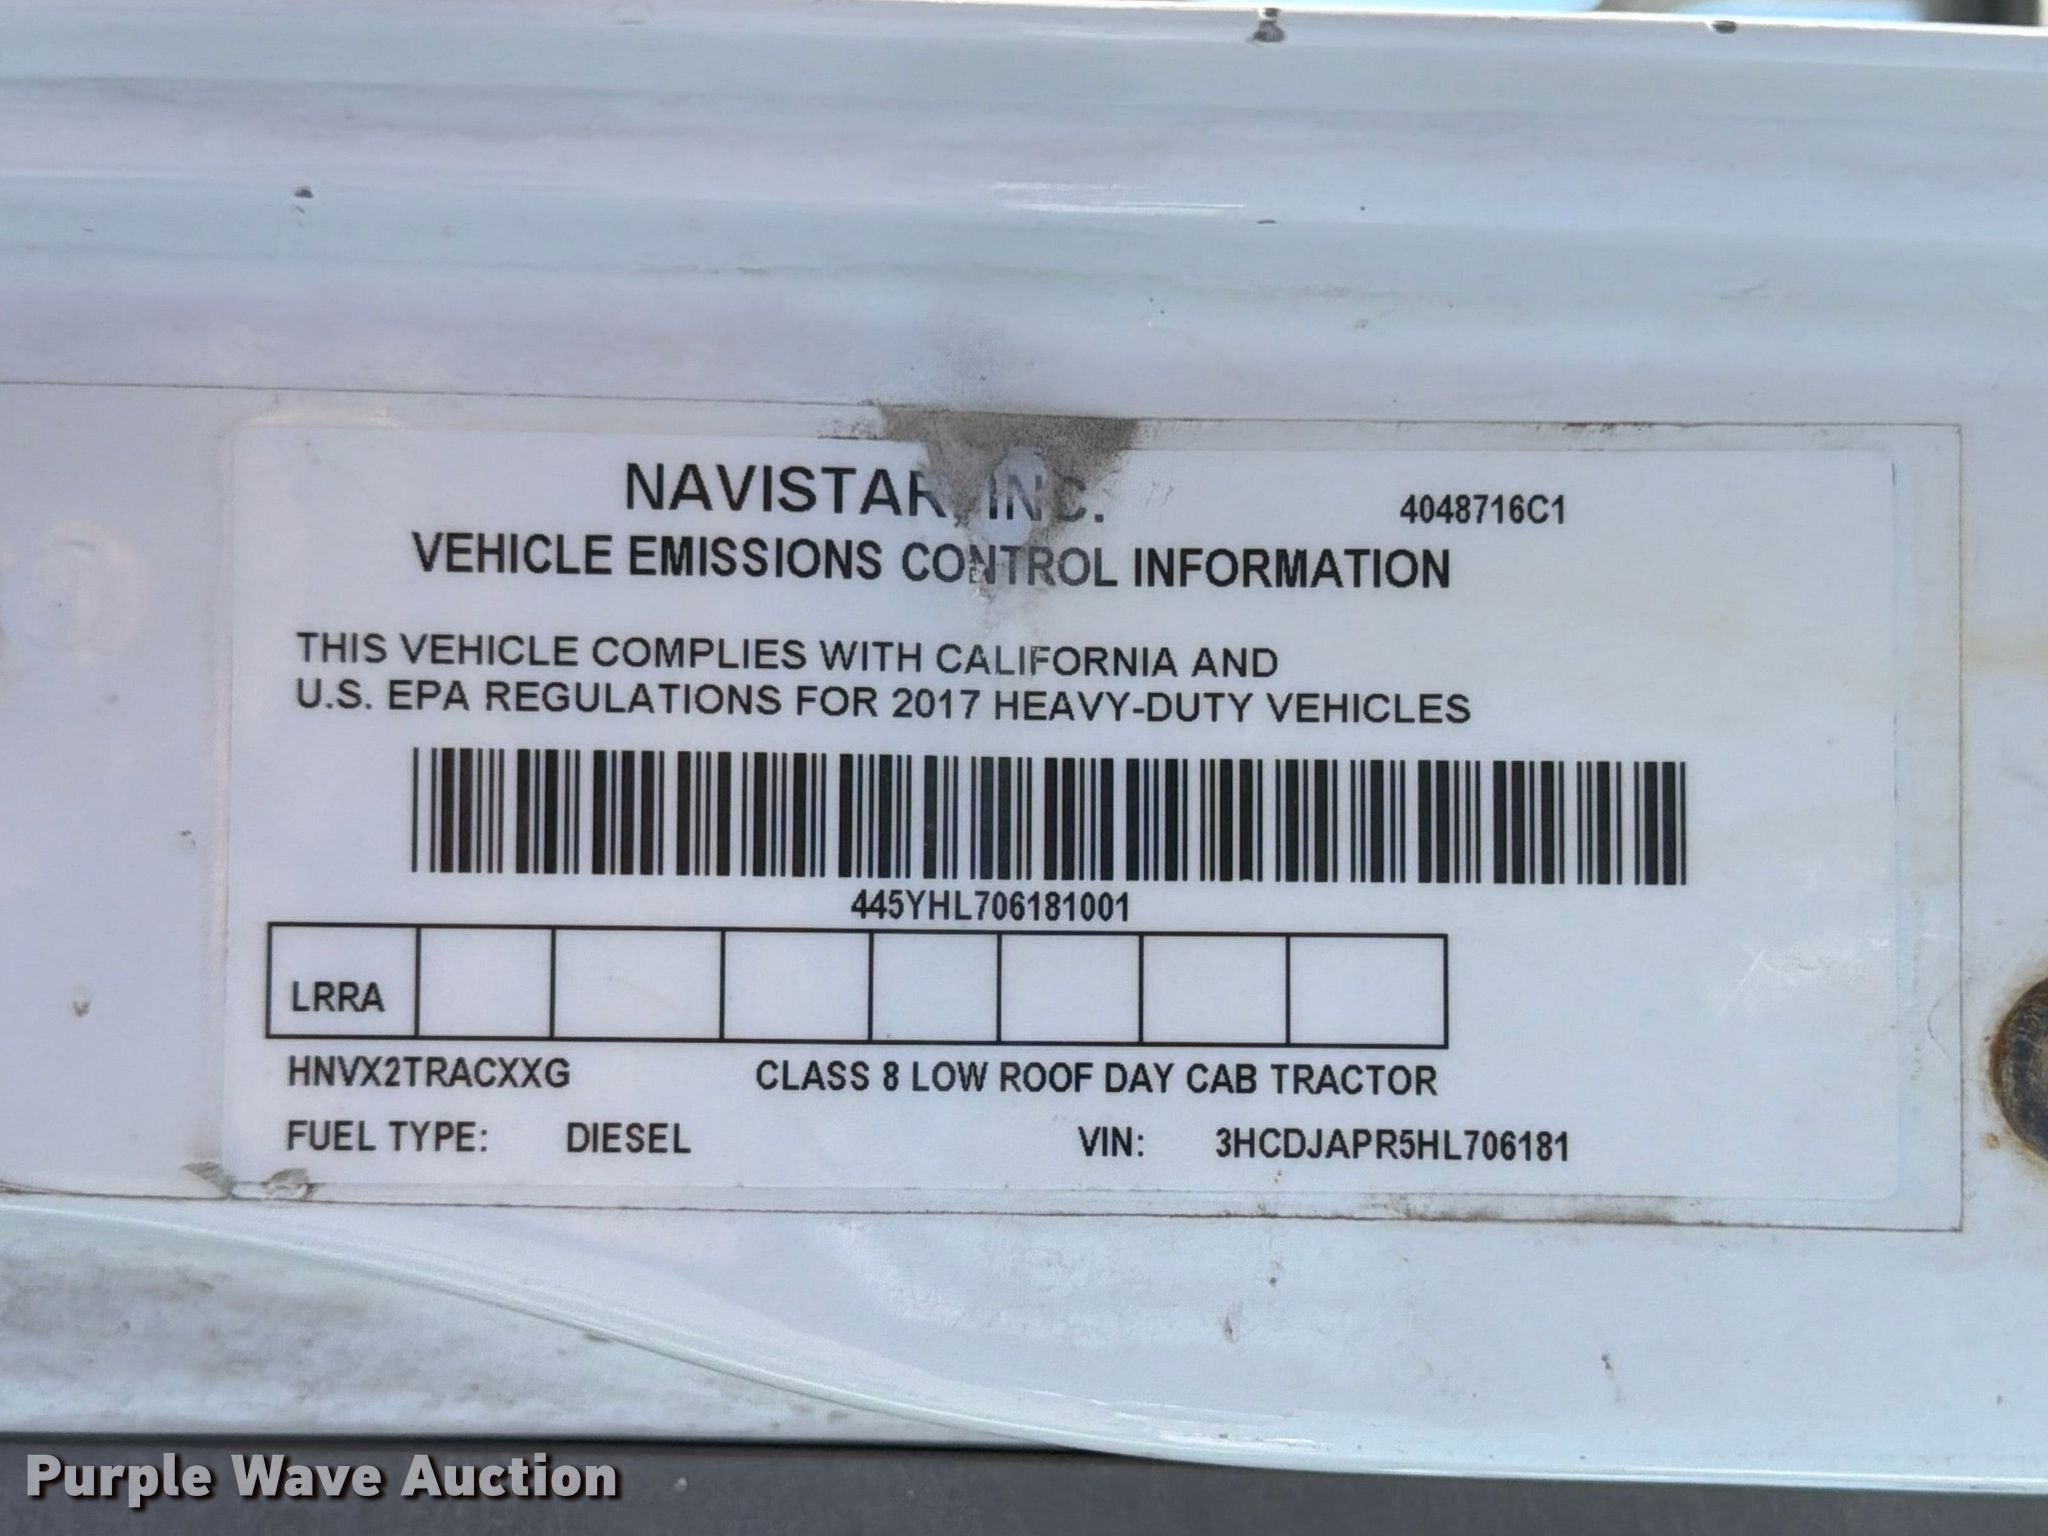 NAVISTAR, INC.
4048716C1
VEHICLE EMISSIONS CONTROL INFORMATION
THIS VEHICLE COMPLIES WITH CALIFORNIA AND
U.S. EPA REGULATIONS FOR 2017 HEAVY-DUTY VEHICLES
445YHL706181001
LRRA
HNVX2TRACXXG CLASS 8 LOW ROOF DAY CAB TRACTOR
FUEL TYPE: DIESEL VIN: 3HCDJAPR5HL706181
Purple Wave Auction